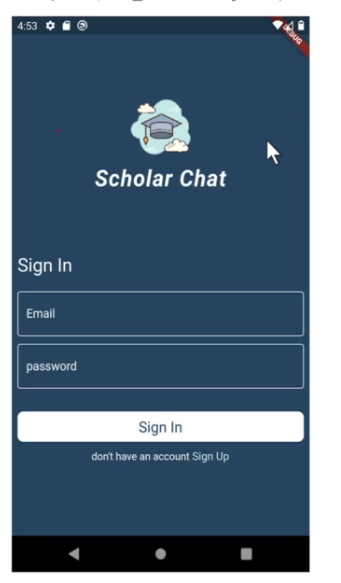 4:53
DEBUG
Scholar Chat
Sign In
Email
password
Sign In
don't have an account Sign Up